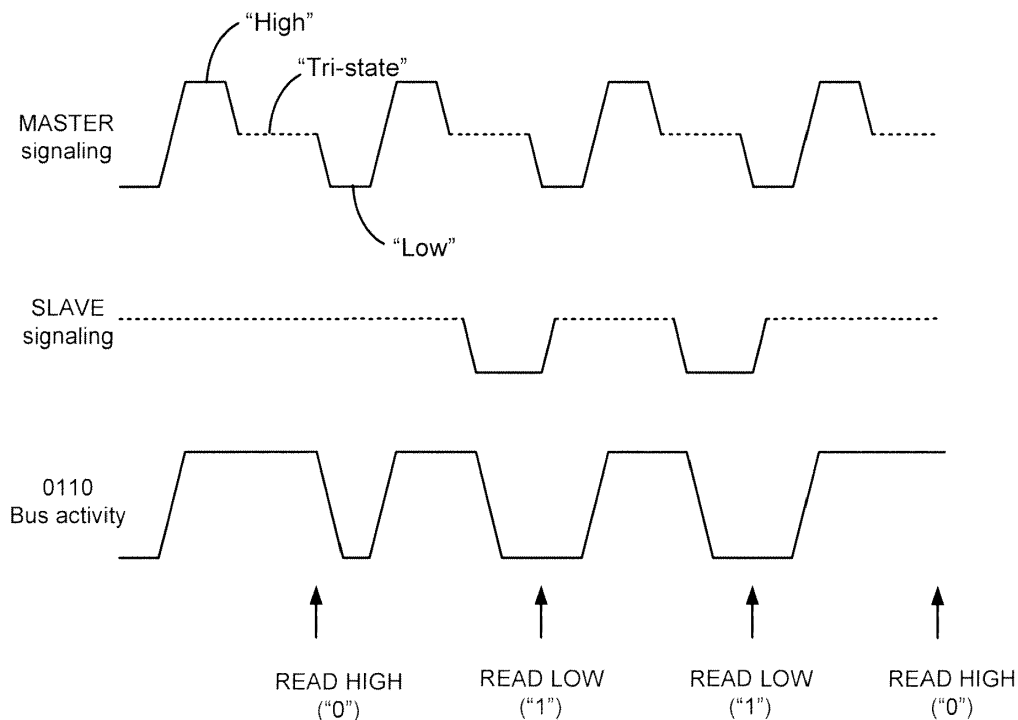 “High”
“Tri-state”
MASTER
signaling
“Low”
SLAVE
signaling
0110
Bus activity
READ HIGH
(“0”)
READ LOW
(“1”)
READ LOW
(“1”)
READ HIGH
(“0”)